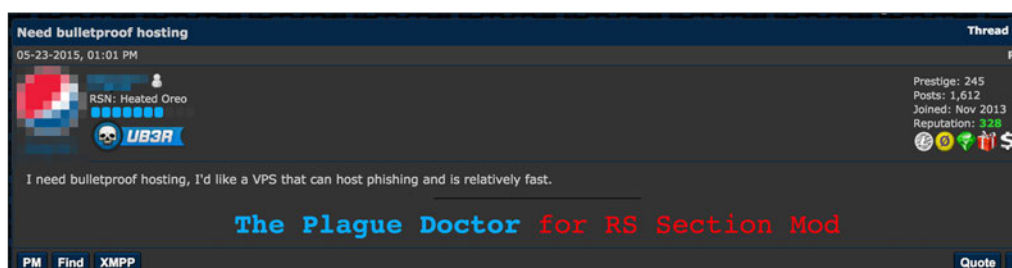 Need bulletproof hosting
Thread
05-23-2015, 01:01 PM
RSN: Heated Oreo
UB3R
Prestige: 245
Posts: 1,612
Joined: Nov 2013
Reputation: 328
I need bulletproof hosting, I'd like a VPS that can host phishing and is relatively fast.
The Plague Doctor for RS Section Mod
PM Find XMPP
Quote